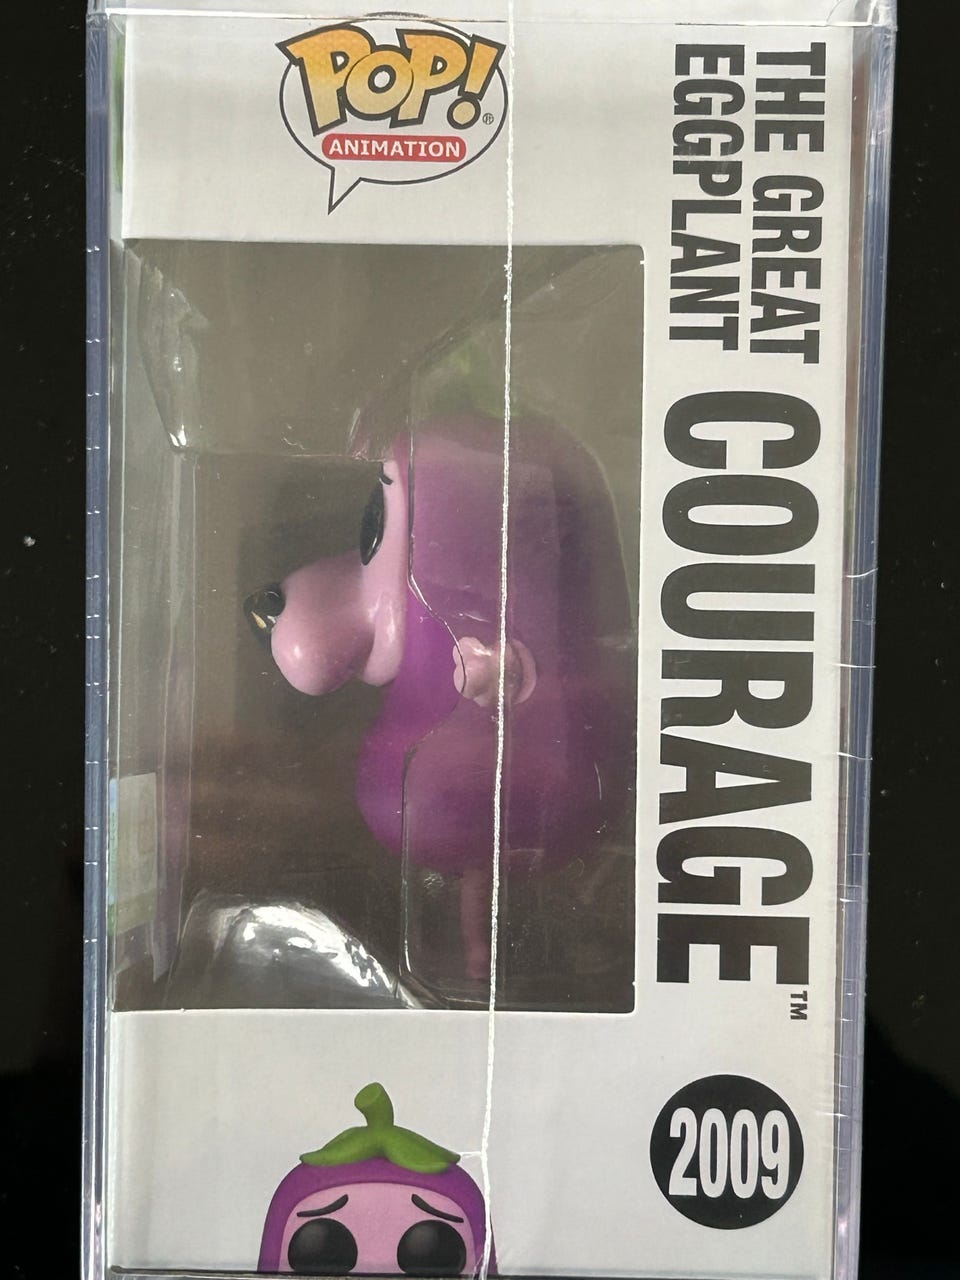 POP!®
ANIMATION
THE GREAT
EGGPLANT
COURAGE™
2009